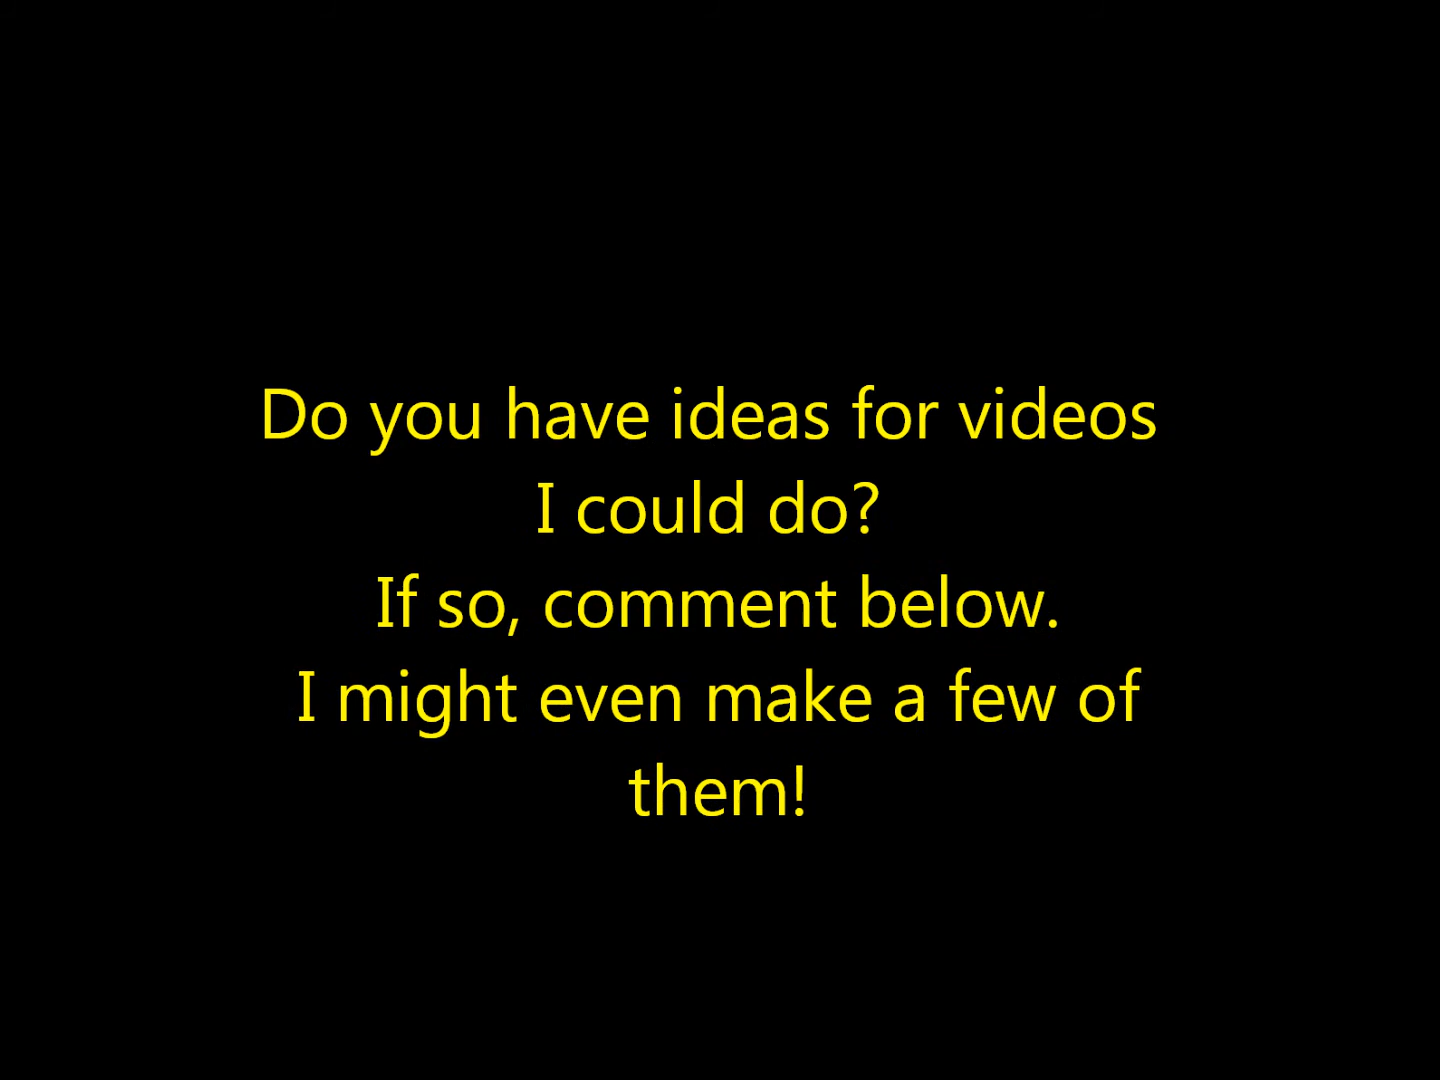 Do you have ideas for videos
I could do?
If so, comment below.
I might even make a few of
them!